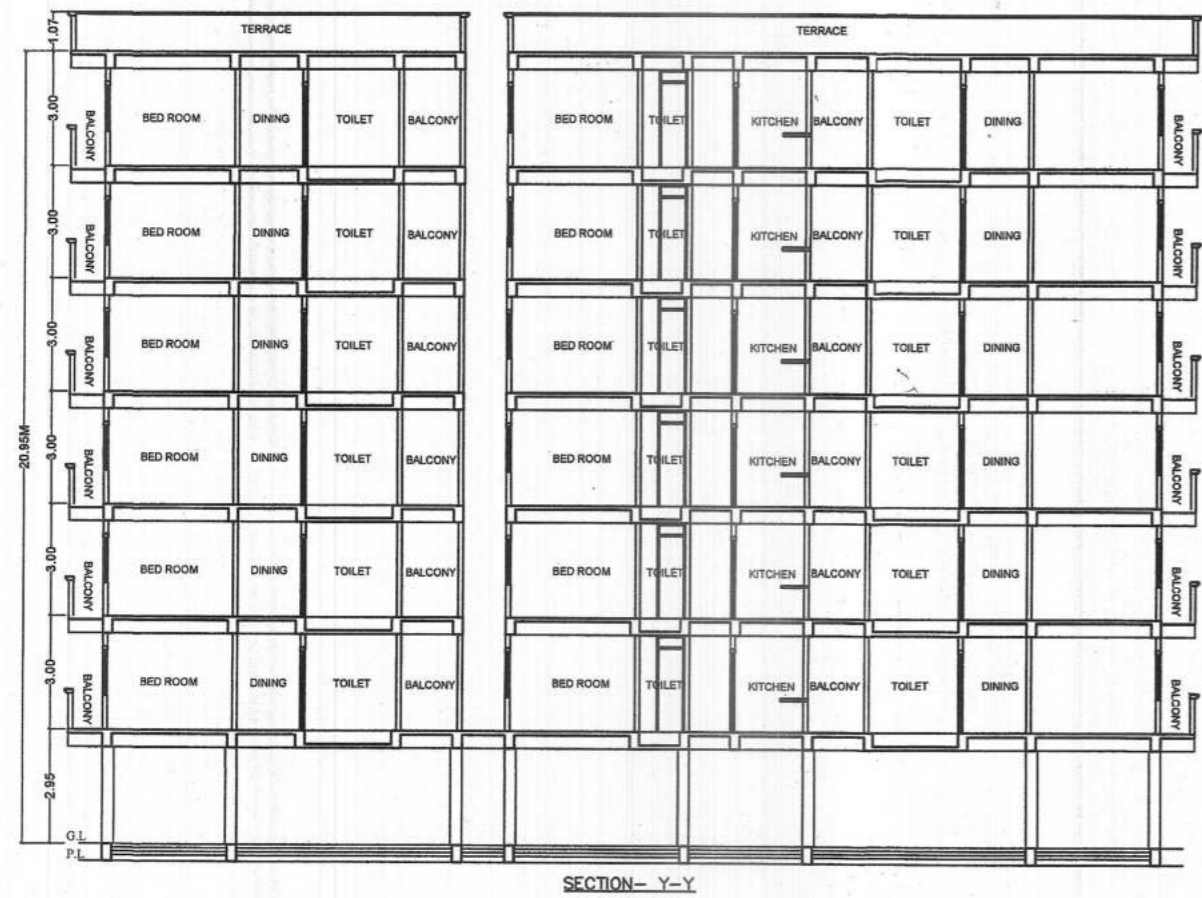 1.07
TERRACE TERRACE
20.95M
3.00
BALCONY BED ROOM DINING TOILET BALCONY BED ROOM TOILET KITCHEN BALCONY TOILET DINING BALCONY
3.00
BALCONY BED ROOM DINING TOILET BALCONY BED ROOM TOILET KITCHEN BALCONY TOILET DINING BALCONY
3.00
BALCONY BED ROOM DINING TOILET BALCONY BED ROOM TOILET KITCHEN BALCONY TOILET DINING BALCONY
3.00
BALCONY BED ROOM DINING TOILET BALCONY BED ROOM TOILET KITCHEN BALCONY TOILET DINING BALCONY
3.00
BALCONY BED ROOM DINING TOILET BALCONY BED ROOM TOILET KITCHEN BALCONY TOILET DINING BALCONY
3.00
BALCONY BED ROOM DINING TOILET BALCONY BED ROOM TOILET KITCHEN BALCONY TOILET DINING BALCONY
2.95
G.L
P.L
SECTION- Y-Y